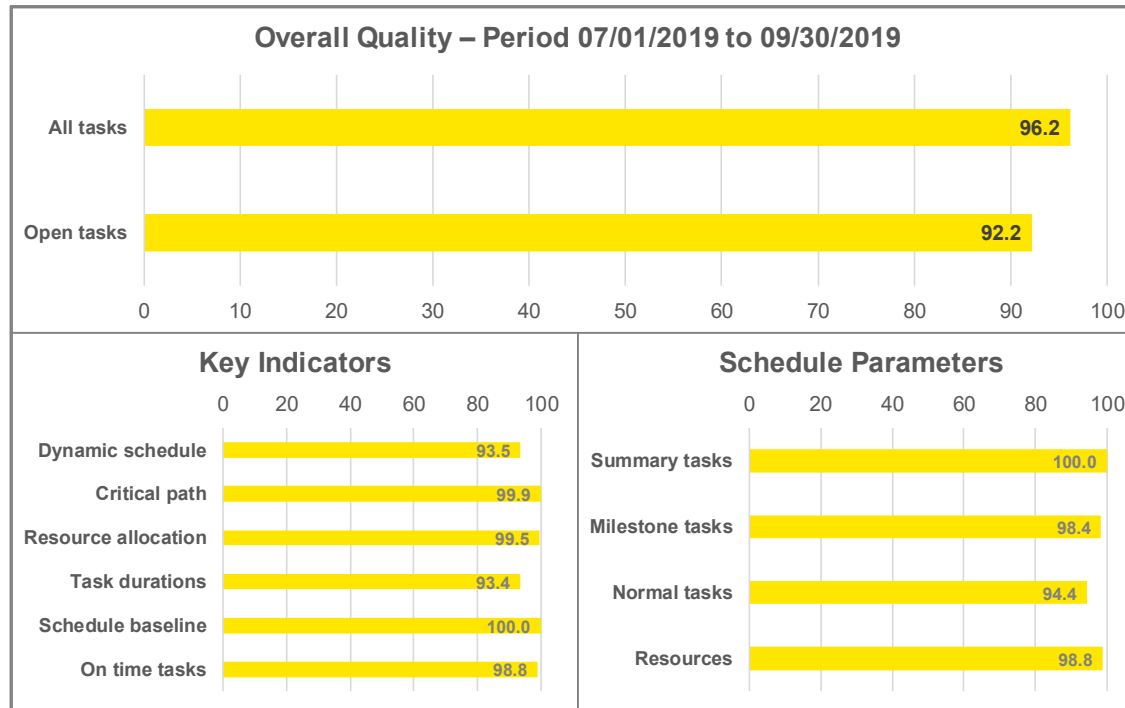 Overall Quality – Period 07/01/2019 to 09/30/2019
All tasks 96.2
Open tasks 92.2
0 10 20 30 40 50 60 70 80 90 100
Key Indicators
0 20 40 60 80 100
Dynamic schedule 93.5
Critical path 99.9
Resource allocation 99.5
Task durations 93.4
Schedule baseline 100.0
On time tasks 98.8
Schedule Parameters
0 20 40 60 80 100
Summary tasks 100.0
Milestone tasks 98.4
Normal tasks 94.4
Resources 98.8